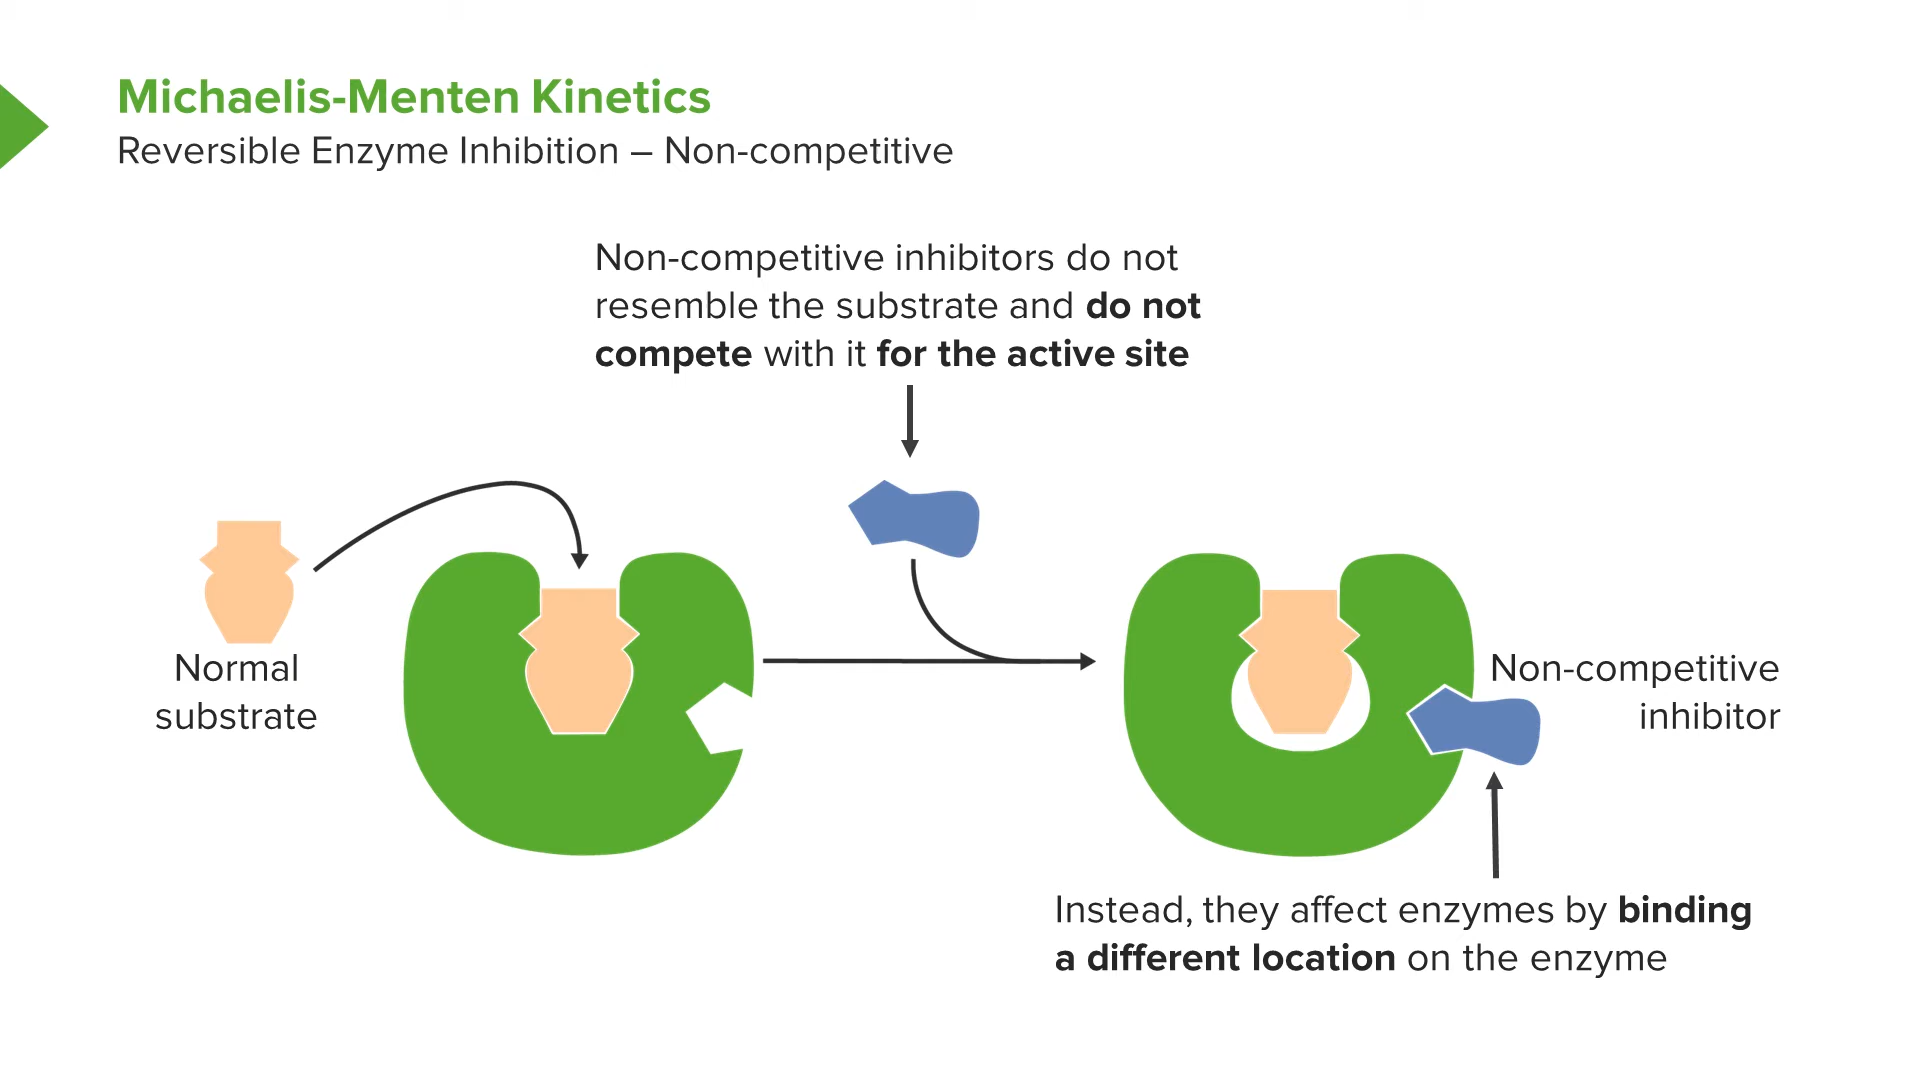 Michaelis-Menten Kinetics
Reversible Enzyme Inhibition – Non-competitive
Non-competitive inhibitors do not
resemble the substrate and do not
compete with it for the active site
Normal
substrate
Non-competitive
inhibitor
Instead, they affect enzymes by binding
a different location on the enzyme